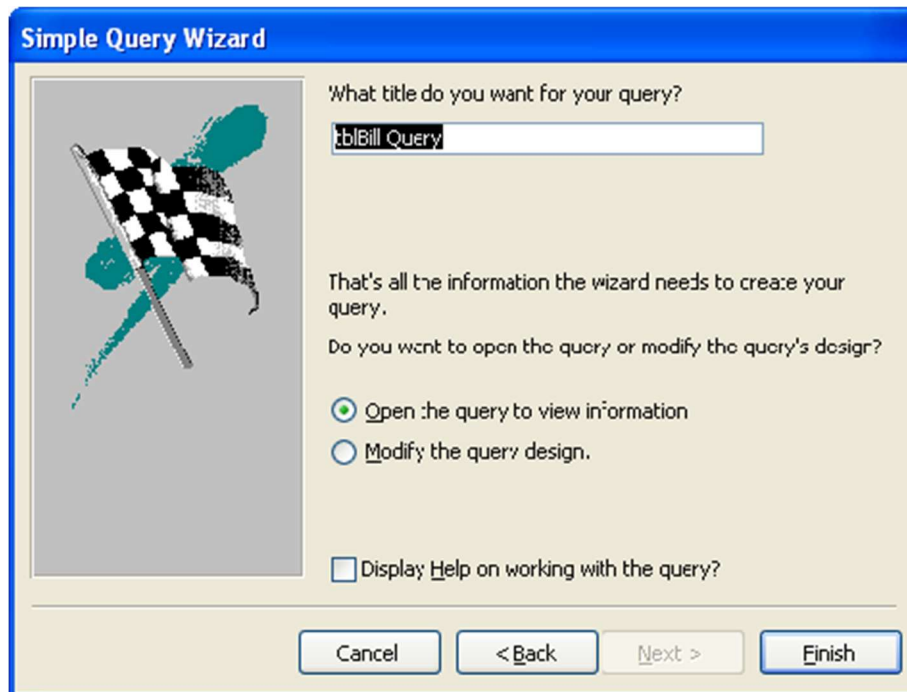 Simple Query Wizard
What title do you want for your query?
tblBill Query
That's all the information the wizard needs to create your
query.
Do you want to open the query or modify the query's design?
Open the query to view information
Modify the query design.
Display Help on working with the query?
Cancel
< Back
Next >
Finish